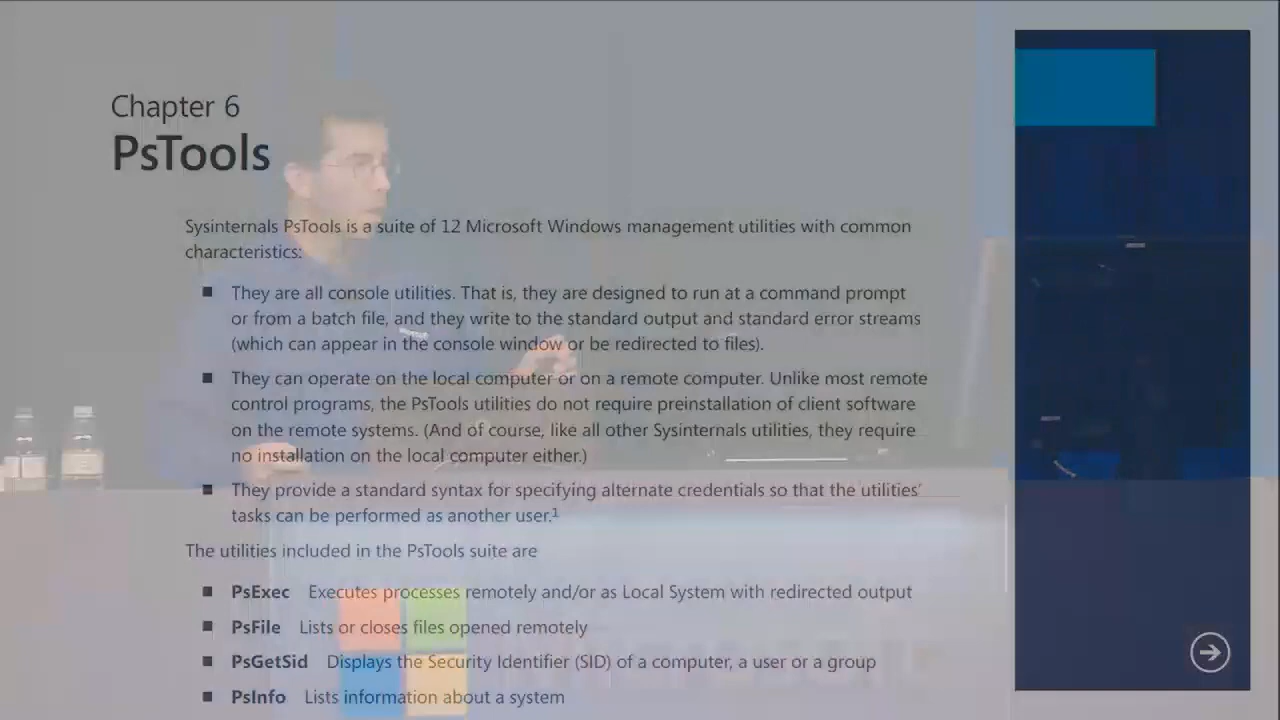 Chapter 6
PsTools
Sysinternals PsTools is a suite of 12 Microsoft Windows management utilities with common
characteristics:
■ They are all console utilities. That is, they are designed to run at a command prompt
or from a batch file, and they write to the standard output and standard error streams
(which can appear in the console window or be redirected to files).
■ They can operate on the local computer or on a remote computer. Unlike most remote
control programs, the PsTools utilities do not require preinstallation of client software
on the remote systems. (And of course, like all other Sysinternals utilities, they require
no installation on the local computer either.)
■ They provide a standard syntax for specifying alternate credentials so that the utilities’
tasks can be performed as another user.¹
The utilities included in the PsTools suite are
■ PsExec Executes processes remotely and/or as Local System with redirected output
■ PsFile Lists or closes files opened remotely
■ PsGetSid Displays the Security Identifier (SID) of a computer, a user or a group
■ PsInfo Lists information about a system